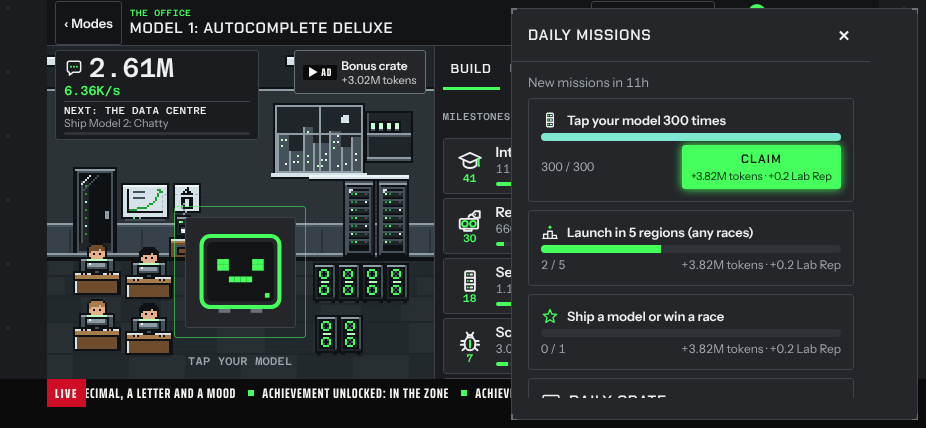 ‹ Modes
THE OFFICE
MODEL 1: AUTOCOMPLETE DELUXE
2.61M
6.36K/s
NEXT: THE DATA CENTRE
Ship Model 2: Chatty
AD
Bonus crate
+3.02M tokens
TAP YOUR MODEL
BUILD
MILESTONES
41
30
18
7
LIVE
ECIMAL, A LETTER AND A MOOD
ACHIEVEMENT UNLOCKED: IN THE ZONE
DAILY MISSIONS
×
New missions in 11h
Tap your model 300 times
300 / 300
CLAIM
+3.82M tokens · +0.2 Lab Rep
Launch in 5 regions (any races)
2 / 5
+3.82M tokens · +0.2 Lab Rep
Ship a model or win a race
0 / 1
+3.82M tokens · +0.2 Lab Rep
DAILY CRATE